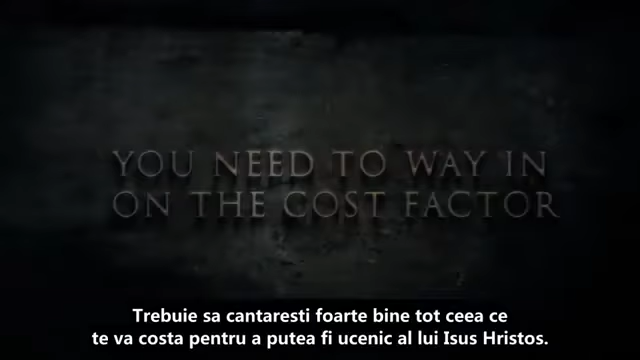 YOU NEED TO WAY IN
ON THE COST FACTOR
Trebuie sa cantaresti foarte bine tot ceea ce
te va costa pentru a putea fi ucenic al lui Isus Hristos.